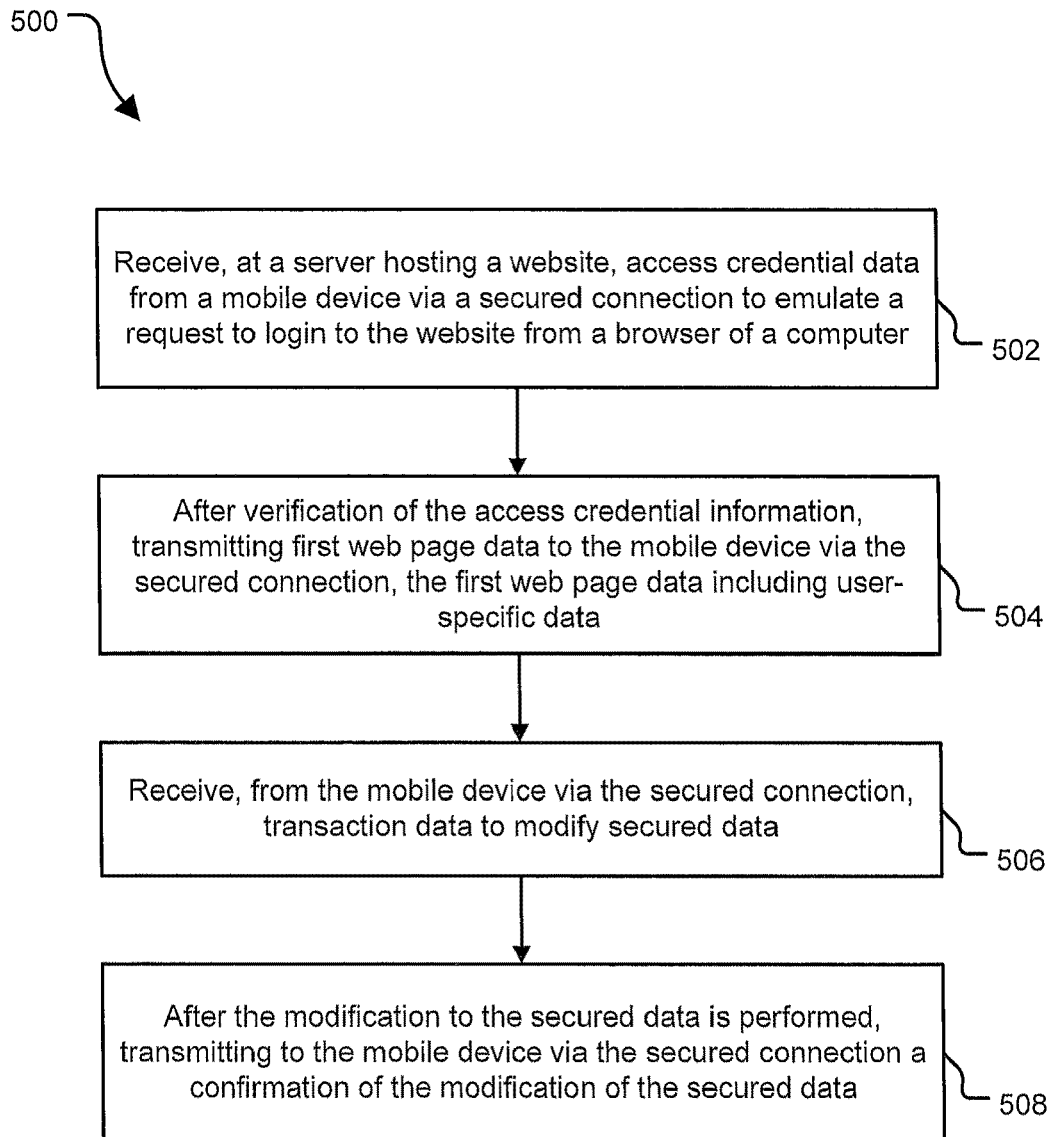 500
Receive, at a server hosting a website, access credential data
from a mobile device via a secured connection to emulate a
request to login to the website from a browser of a computer
502
After verification of the access credential information,
transmitting first web page data to the mobile device via the
secured connection, the first web page data including user-
specific data
504
Receive, from the mobile device via the secured connection,
transaction data to modify secured data
506
After the modification to the secured data is performed,
transmitting to the mobile device via the secured connection a
confirmation of the modification of the secured data
508